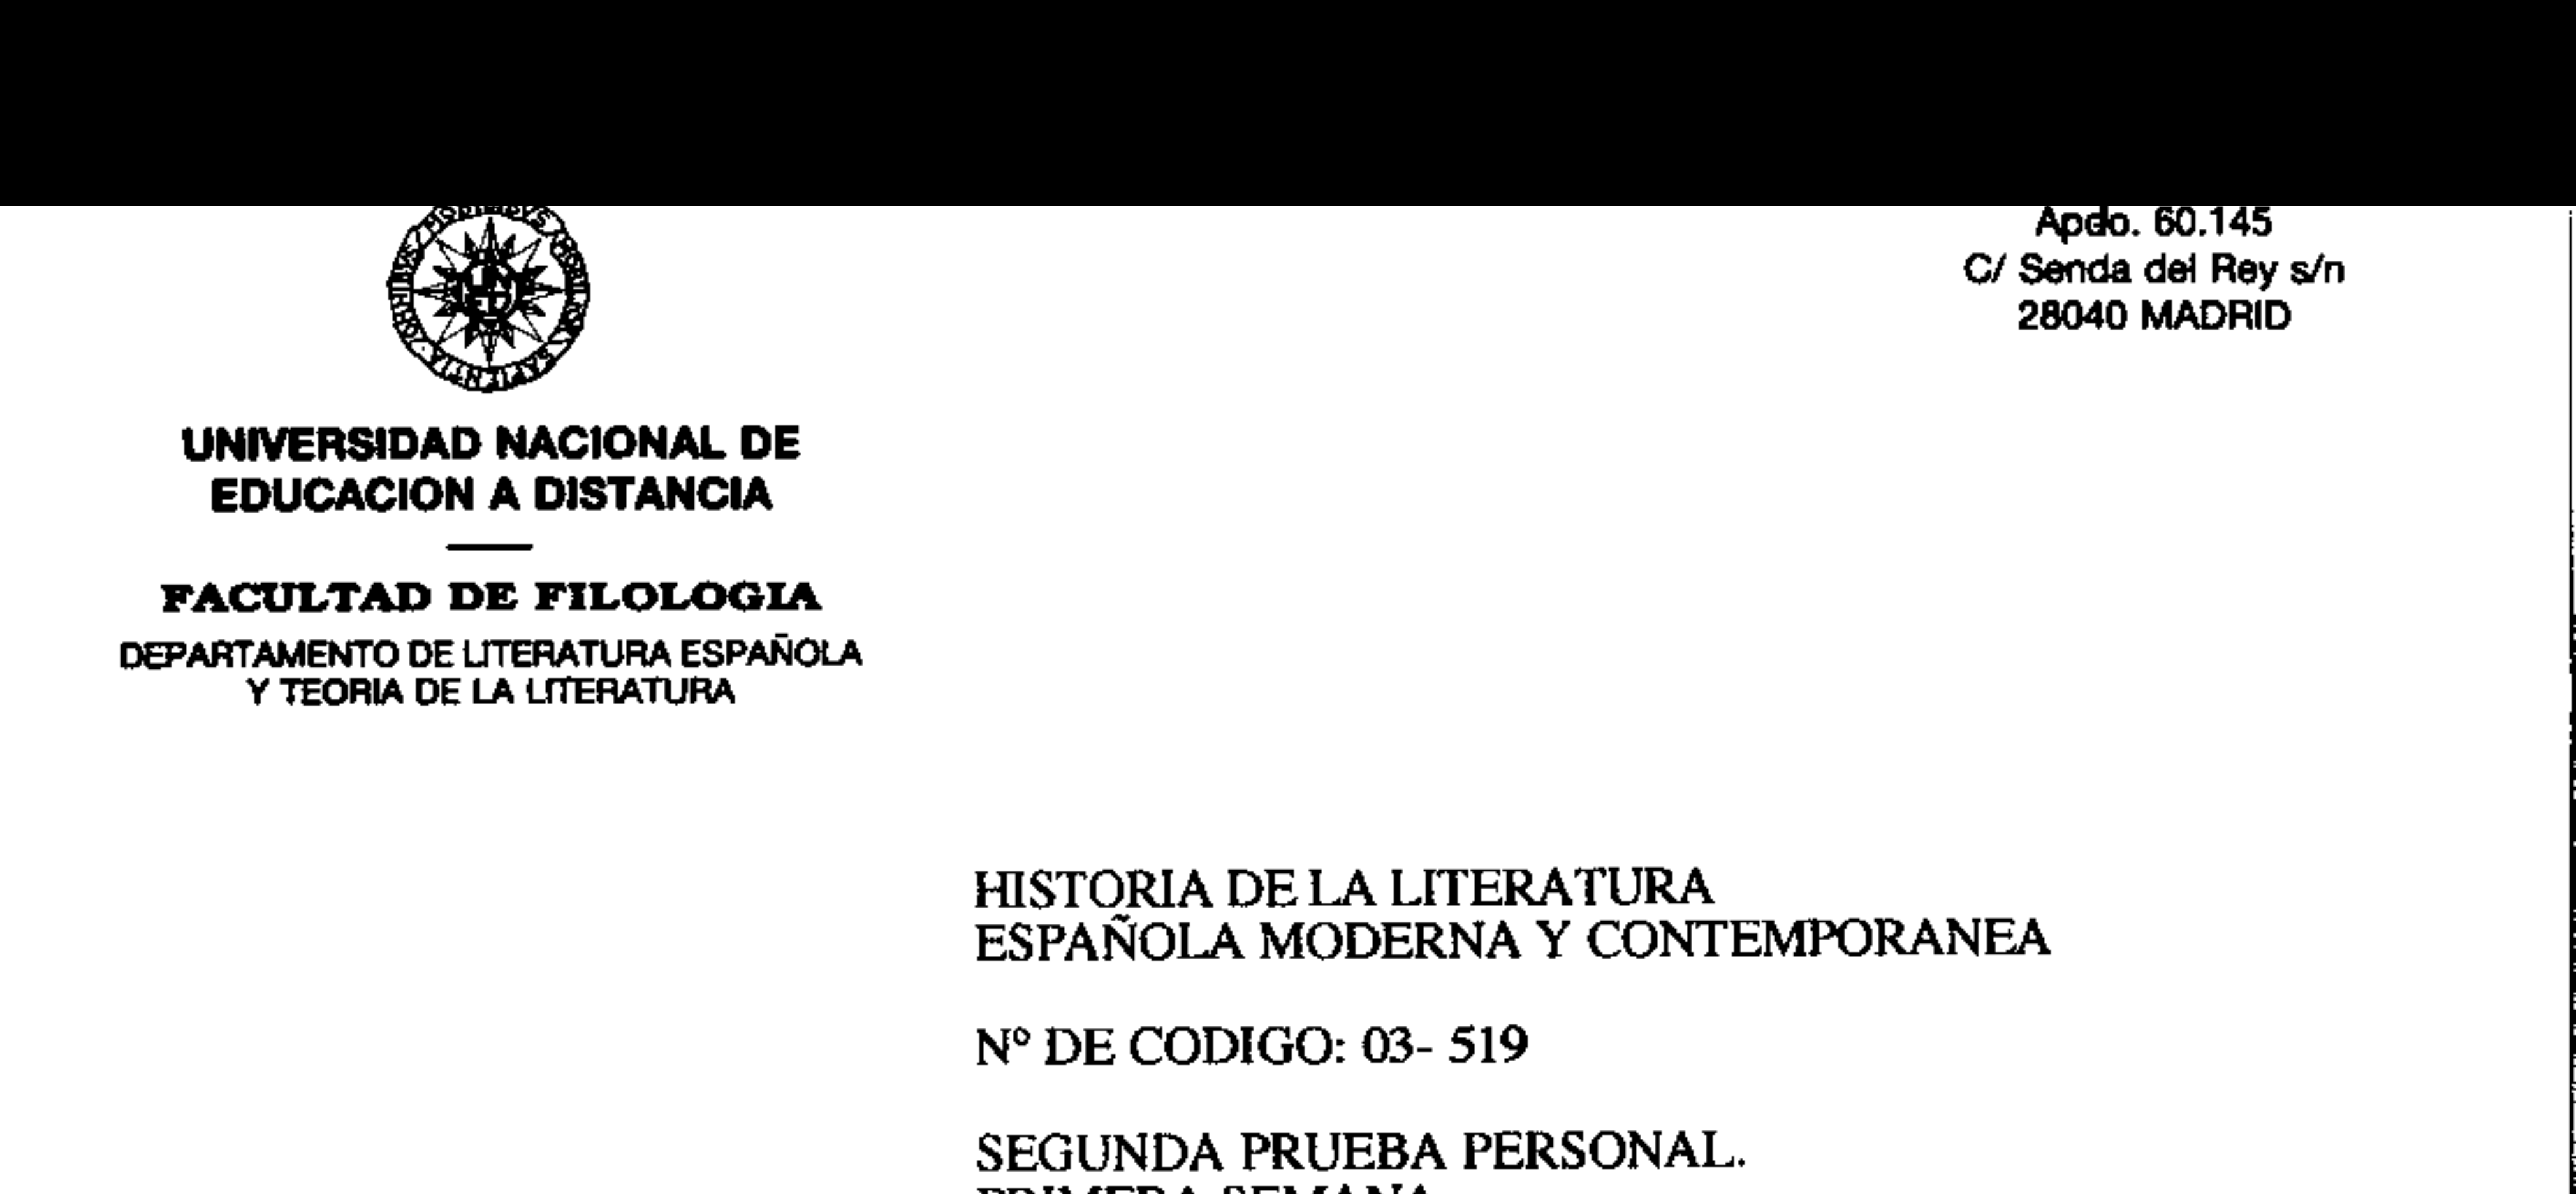 Apdo. 60.145
C/ Senda del Rey s/n
28040 MADRID
UNIVERSIDAD NACIONAL DE
EDUCACION A DISTANCIA
FACULTAD DE FILOLOGIA
DEPARTAMENTO DE LITERATURA ESPAÑOLA
Y TEORIA DE LA LITERATURA
HISTORIA DE LA LITERATURA
ESPAÑOLA MODERNA Y CONTEMPORANEA
Nº DE CODIGO: 03- 519
SEGUNDA PRUEBA PERSONAL.
PRIMERA SEMANA